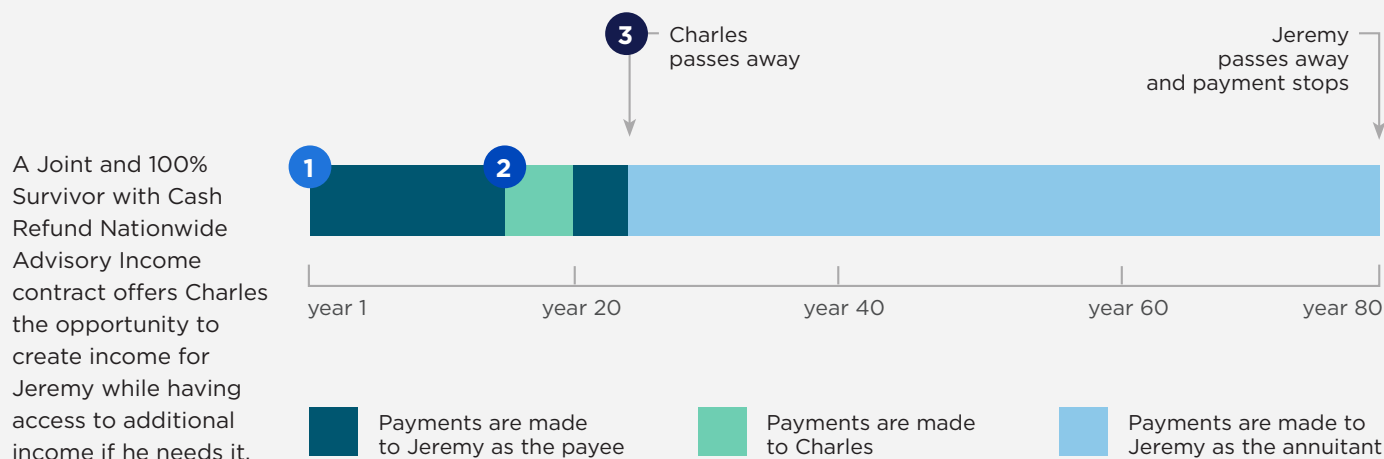 3
Charles
passes away
Jeremy
passes away
and payment stops
A Joint and 100%
Survivor with Cash
Refund Nationwide
Advisory Income
contract offers Charles
the opportunity to
create income for
Jeremy while having
access to additional
income if he needs it.
1
2
year 1
year 20
year 40
year 60
year 80
Payments are made
to Jeremy as the payee
Payments are made
to Charles
Payments are made to
Jeremy as the annuitant